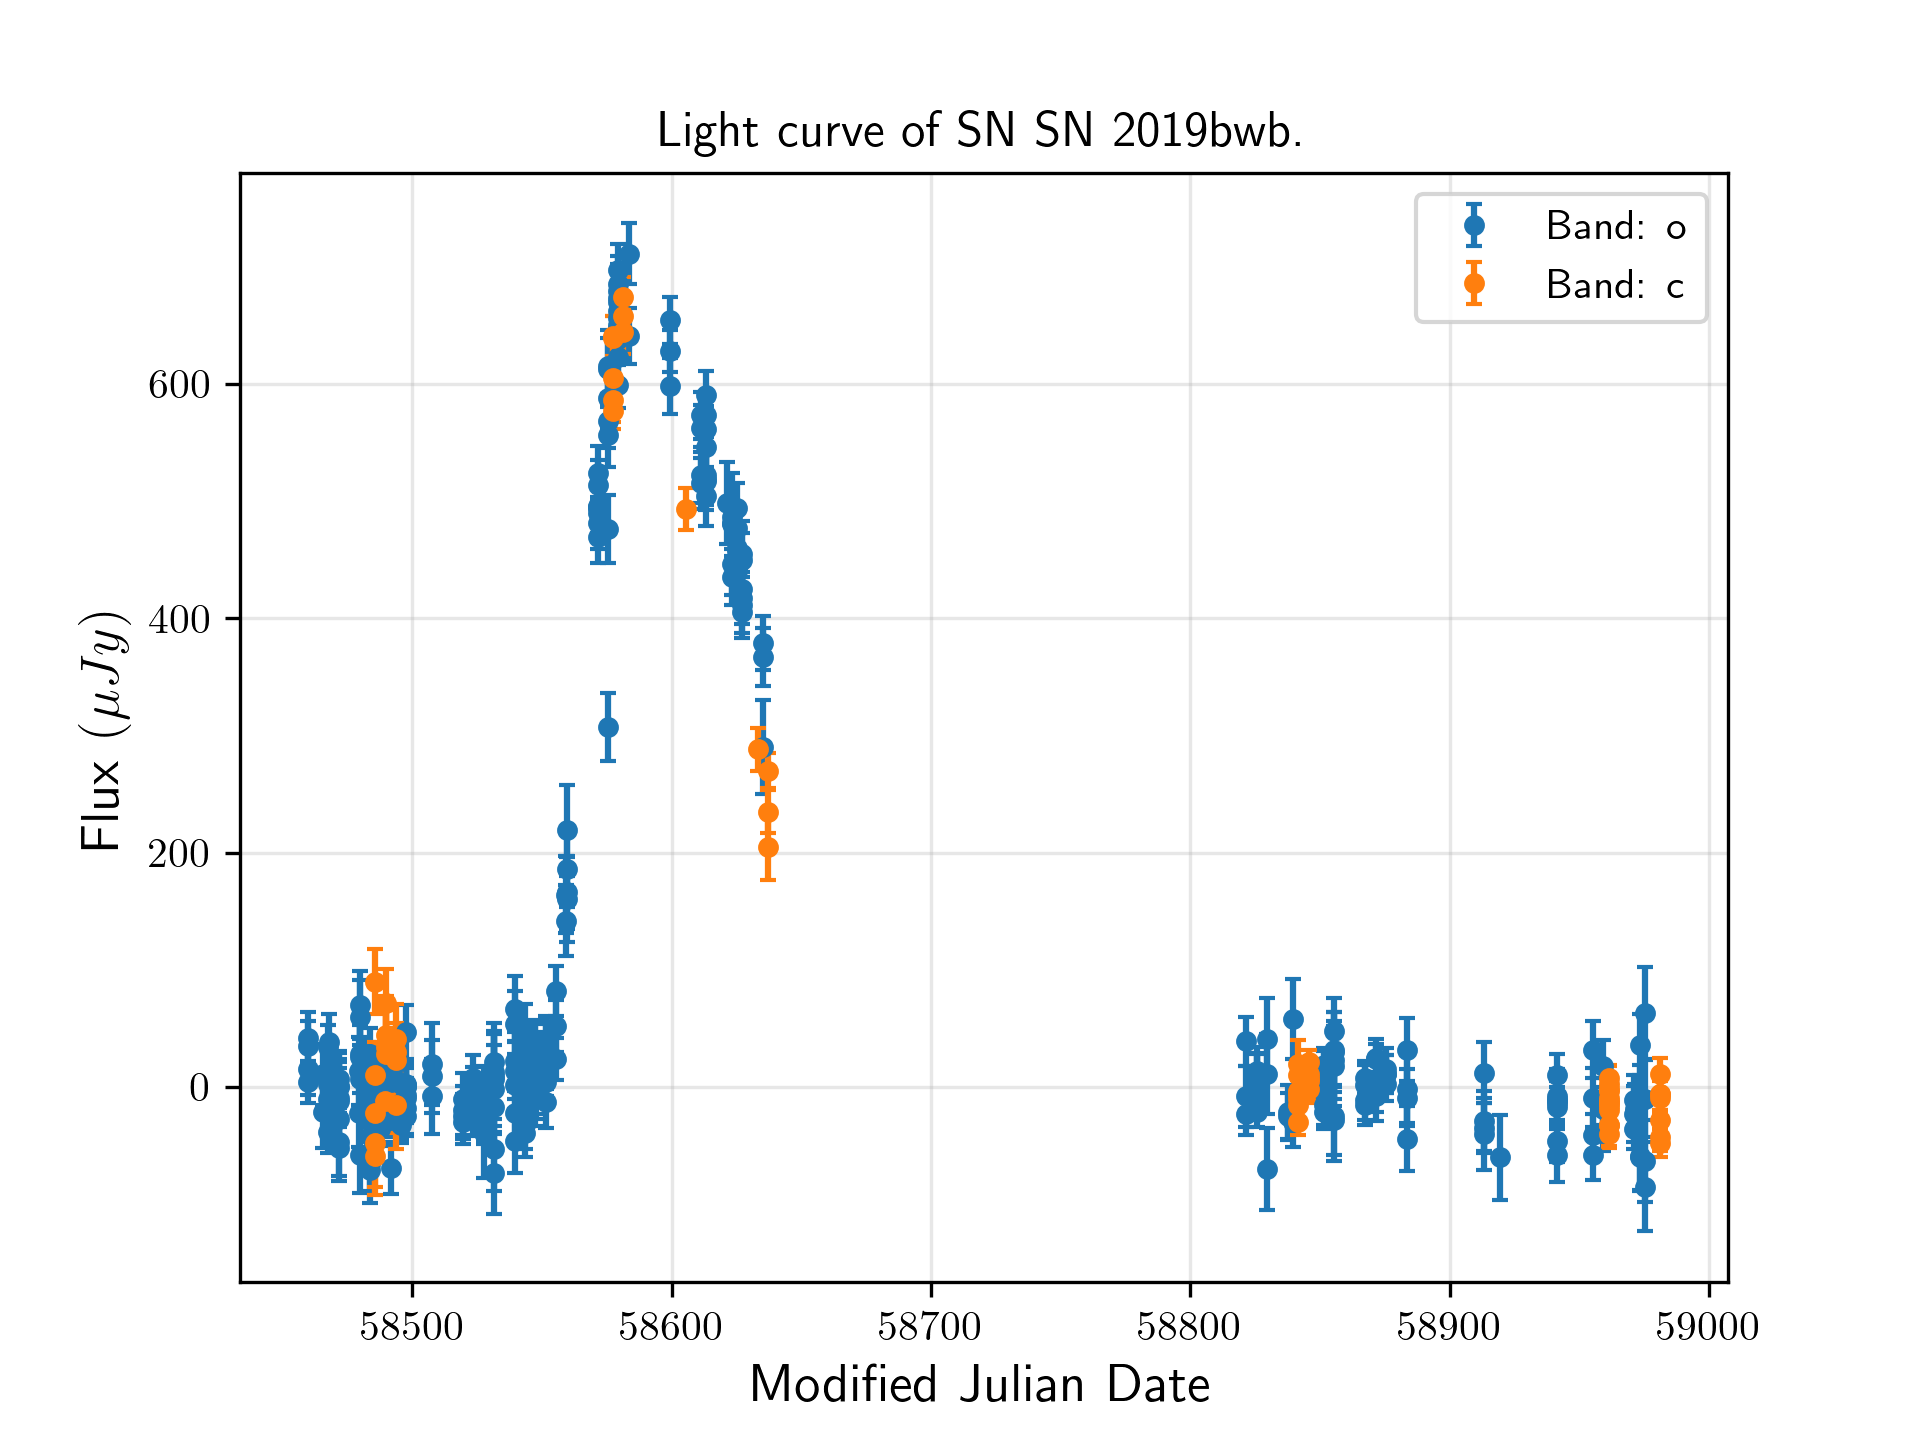 Light curve of SN SN 2019bwb.
Band: o
Band: c
600
400
200
0
Flux (μJy)
58500 58600 58700 58800 58900 59000
Modified Julian Date